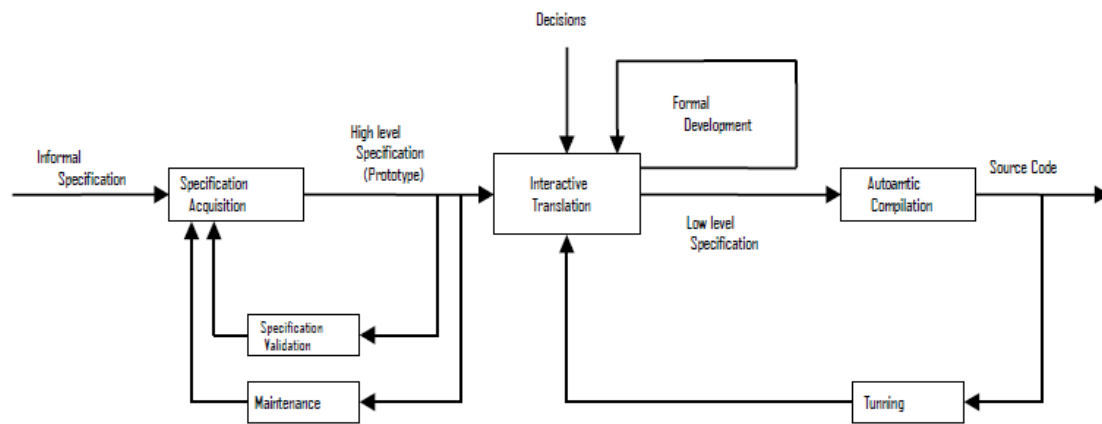 Decisions
Formal
Development
High level
Specification
(Prototype)
Informal
Specification
Specification
Acquisition
Interactive
Translation
Autoamtic
Compilation
Source Code
Low level
Specification
Specification
Validation
Maintenance
Tunning